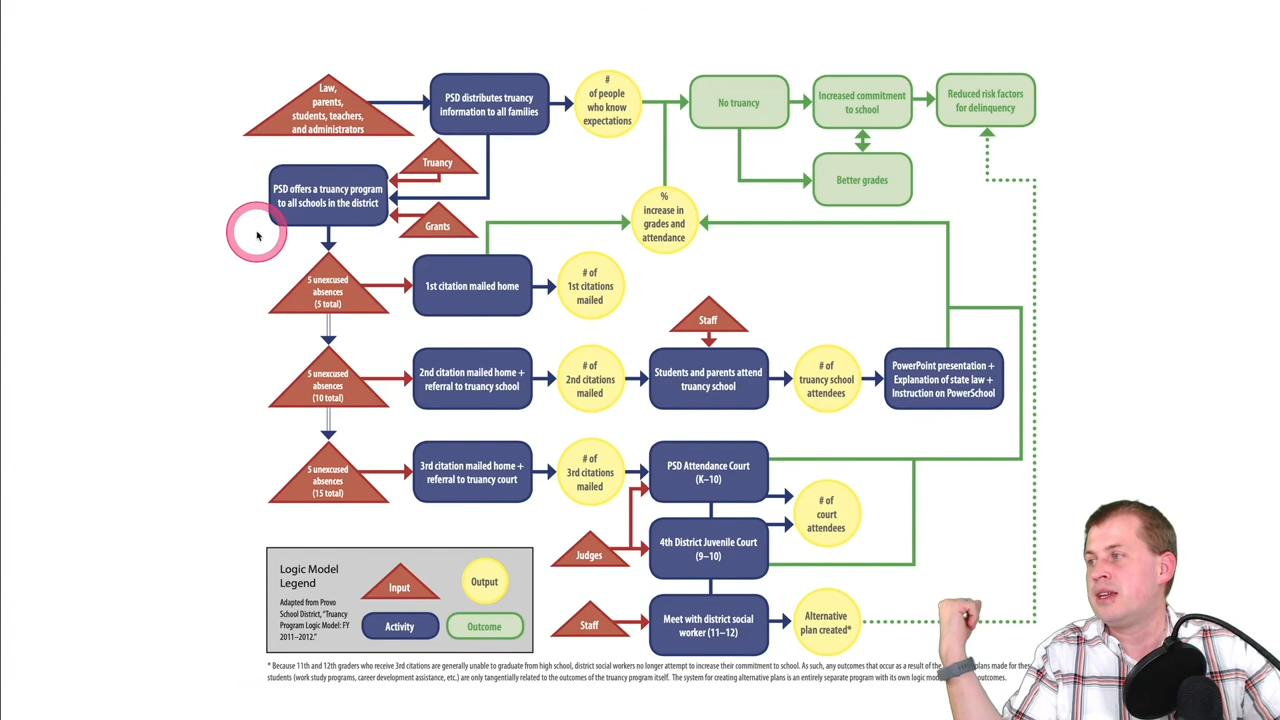 Law,
parents,
students, teachers,
and administrators
PSD distributes truancy
information to all families
#
of people
who know
expectations
No truancy
Increased commitment
to school
Reduced risk factors
for delinquency
Better grades
Truancy
PSD offers a truancy program
to all schools in the district
Grants
%
increase in
grades and
attendance
5 unexcused
absences
(5 total)
1st citation mailed home
# of
1st citations
mailed
Staff
5 unexcused
absences
(10 total)
2nd citation mailed home +
referral to truancy school
# of
2nd citations
mailed
Students and parents attend
truancy school
# of
truancy school
attendees
PowerPoint presentation +
Explanation of state law +
Instruction on PowerSchool
5 unexcused
absences
(15 total)
3rd citation mailed home +
referral to truancy court
# of
3rd citations
mailed
PSD Attendance Court
(K–10)
# of
court
attendees
Judges
4th District Juvenile Court
(9–10)
Staff
Meet with district social
worker (11–12)
Alternative
plan created*
Logic Model
Legend
Adapted from Provo
School District, "Truancy
Program Logic Model: FY
2011–2012."
Input
Output
Activity
Outcome
* Because 11th and 12th graders who receive 3rd citations are generally unable to graduate from high school, district social workers no longer attempt to increase their commitment to school. As such, any outcomes that occur as a result of the plans made for
students (work study programs, career development assistance, etc.) are only tangentially related to the outcomes of the truancy program itself. The system for creating alternative plans is an entirely separate program with its own logic outcomes.